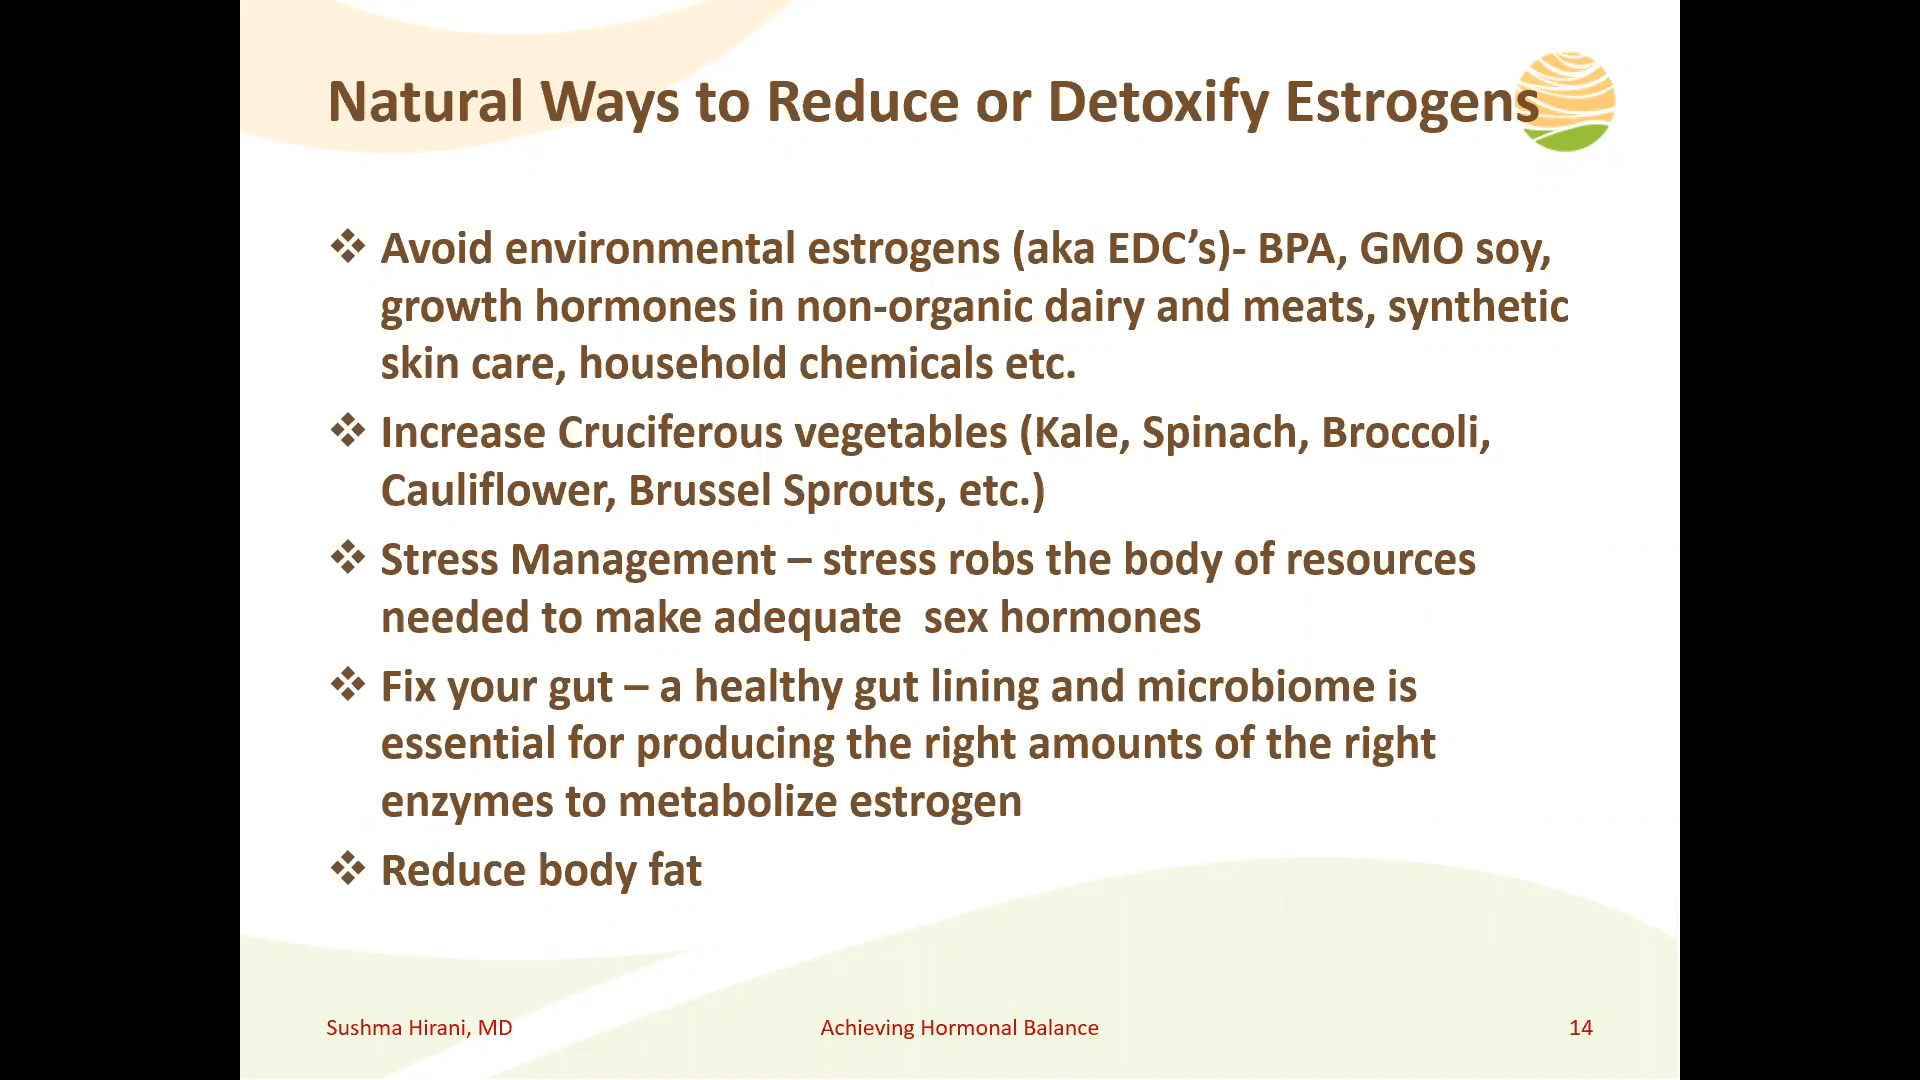 Natural Ways to Reduce or Detoxify Estrogens
❖ Avoid environmental estrogens (aka EDC’s)- BPA, GMO soy,
growth hormones in non-organic dairy and meats, synthetic
skin care, household chemicals etc.
❖ Increase Cruciferous vegetables (Kale, Spinach, Broccoli,
Cauliflower, Brussel Sprouts, etc.)
❖ Stress Management – stress robs the body of resources
needed to make adequate  sex hormones
❖ Fix your gut – a healthy gut lining and microbiome is
essential for producing the right amounts of the right
enzymes to metabolize estrogen
❖ Reduce body fat
Sushma Hirani, MD
Achieving Hormonal Balance
14